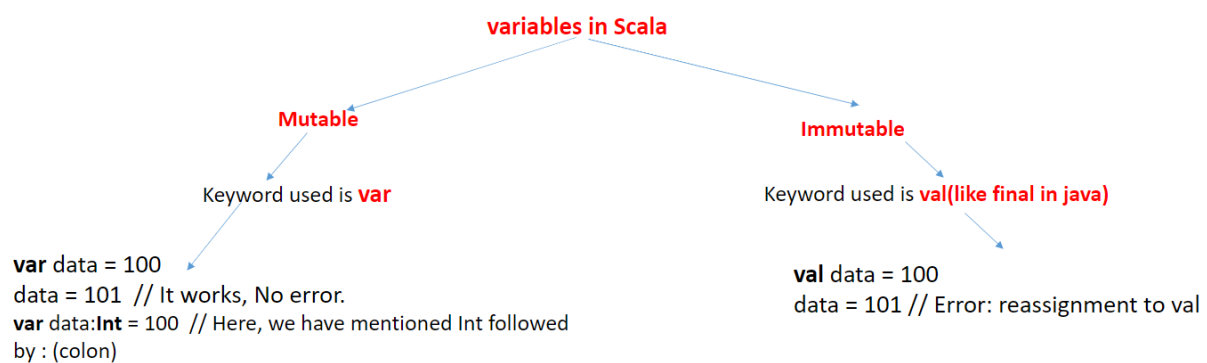 variables in Scala
Mutable
Immutable
Keyword used is var
Keyword used is val(like final in java)
var data = 100
data = 101 // It works, No error.
var data:Int = 100 // Here, we have mentioned Int followed
by : (colon)
val data = 100
data = 101 // Error: reassignment to val